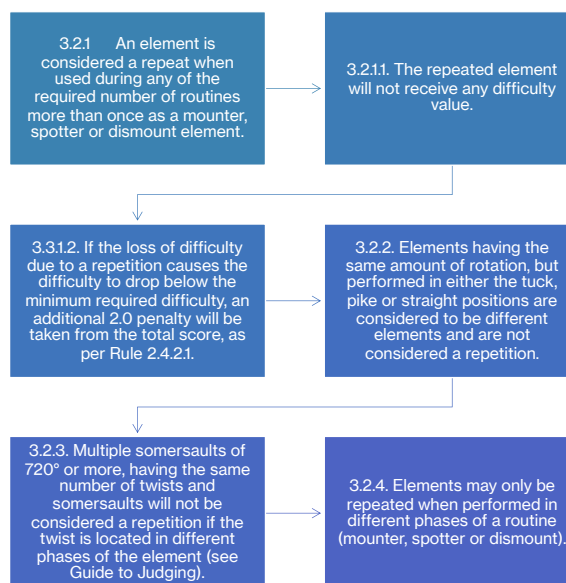 3.2.1 An element is
considered a repeat when
used during any of the
required number of routines
more than once as a mounter,
spotter or dismount element.
3.2.1.1. The repeated element
will not receive any difficulty
value.
3.3.1.2. If the loss of difficulty
due to a repetition causes the
difficulty to drop below the
minimum required difficulty, an
additional 2.0 penalty will be
taken from the total score, as
per Rule 2.4.2.1.
3.2.2. Elements having the
same amount of rotation, but
performed in either the tuck,
pike or straight positions are
considered to be different
elements and are not
considered a repetition.
3.2.3. Multiple somersaults of
720° or more, having the same
number of twists and
somersaults will not be
considered a repetition if the
twist is located in different
phases of the element (see
Guide to Judging).
3.2.4. Elements may only be
repeated when performed in
different phases of a routine
(mounter, spotter or dismount).